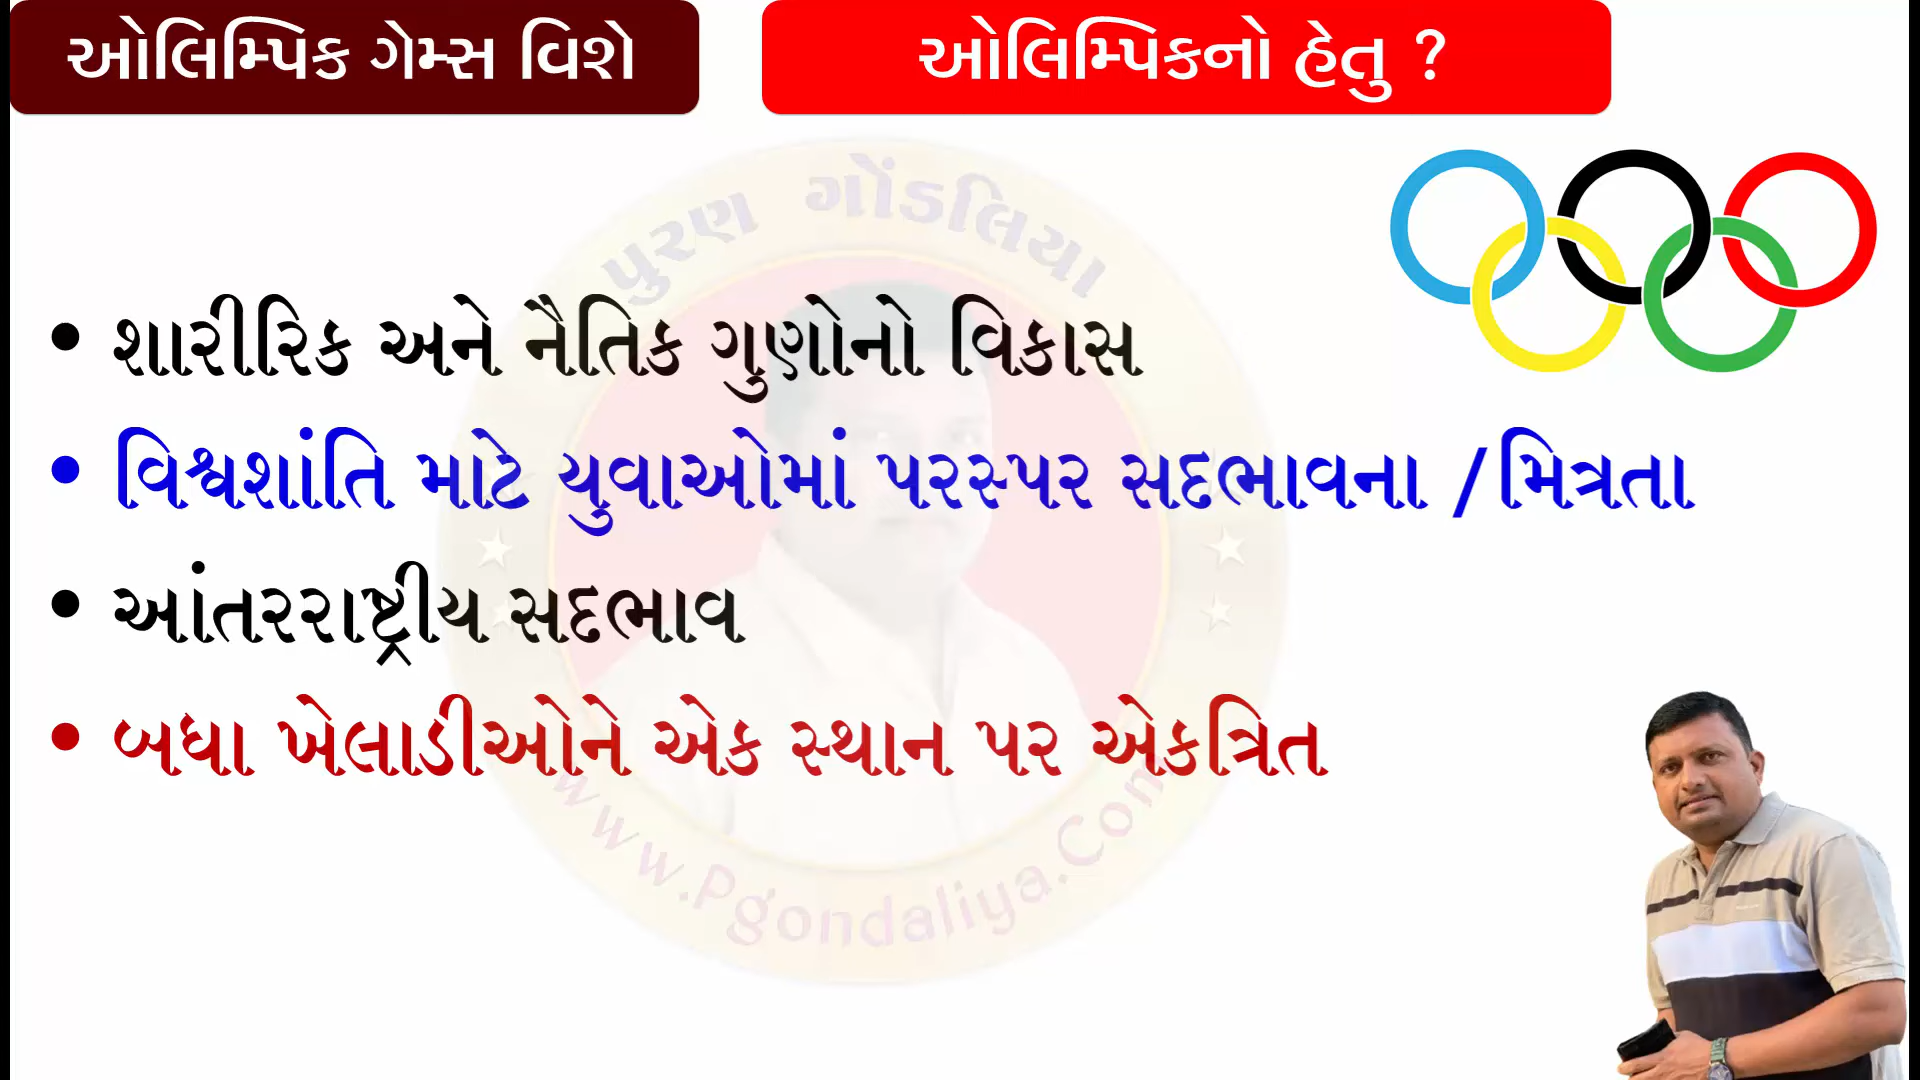 ઓલિમ્પિક ગેમ્સ વિશે
ઓલિમ્પિકનો હેતુ ?
• શારીરિક અને નૈતિક ગુણોનો વિકાસ
• વિશ્વશાંતિ માટે યુવાઓમાં પરસ્પર સદભાવના /મિત્રતા
• આંતરરાષ્ટ્રીય સદભાવ
• બધા ખેલાડીઓને એક સ્થાન પર એકત્રિત
પુરણ ગોંડલિયા
www.Pgondaliya.Com